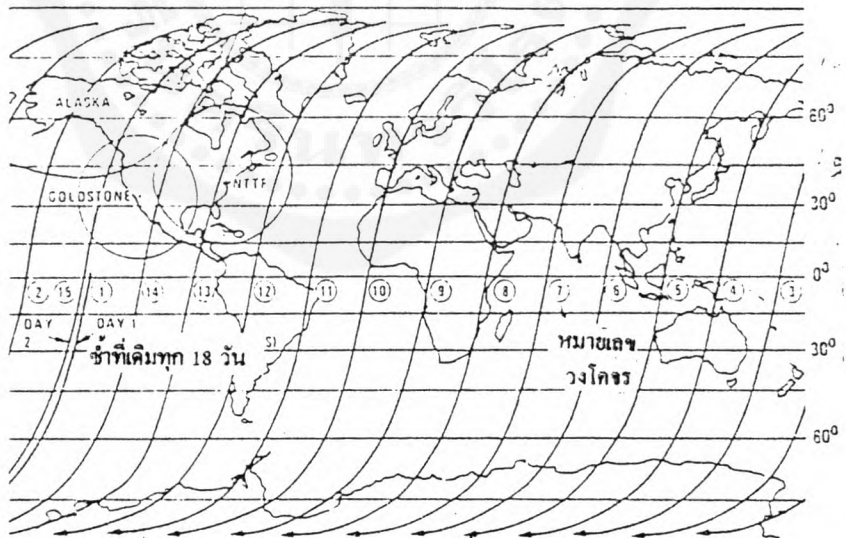 ALASKA
60°
NTTF
GOLDSTONE
30°
0°
2 15 1 14 13 12 11 10 9 8 7 6 5 4 3
DAY 2
DAY 1
ซ้ำที่เดิมทุก 18 วัน
S)
หมายเลข
วงโคจร
30°
60°